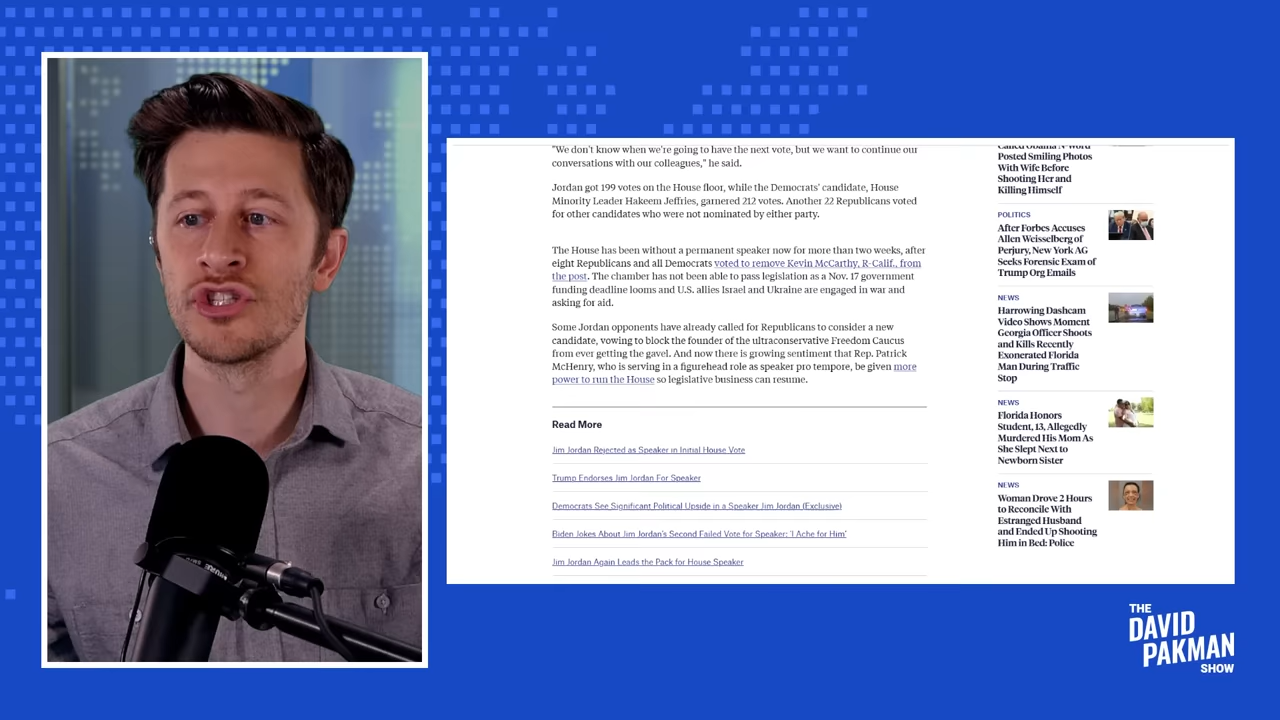 "We don't know when we're going to have the next vote, but we want to continue our
conversations with our colleagues," he said.
Jordan got 199 votes on the House floor, while the Democrats' candidate, House
Minority Leader Hakeem Jeffries, garnered 212 votes. Another 22 Republicans voted
for other candidates who were not nominated by either party.
The House has been without a permanent speaker now for more than two weeks, after
eight Republicans and all Democrats voted to remove Kevin McCarthy, R-Calif., from
the post. The chamber has not been able to pass legislation as a Nov. 17 government
funding deadline looms and U.S. allies Israel and Ukraine are engaged in war and
asking for aid.
Some Jordan opponents have already called for Republicans to consider a new
candidate, vowing to block the founder of the ultraconservative Freedom Caucus
from ever getting the gavel. And now there is growing sentiment that Rep. Patrick
McHenry, who is serving in a figurehead role as speaker pro tempore, be given more
power to run the House so legislative business can resume.
Read More
Jim Jordan Rejected as Speaker in Initial House Vote
Trump Endorses Jim Jordan For Speaker
Democrats See Significant Political Upside in a Speaker Jim Jordan (Exclusive)
Biden Jokes About Jim Jordan's Second Failed Vote for Speaker: 'I Ache for Him'
Jim Jordan Again Leads the Pack for House Speaker
Called Obama N-Word
Posted Smiling Photos
With Wife Before
Shooting Her and
Killing Himself
POLITICS
After Forbes Accuses
Allen Weisselberg of
Perjury, New York AG
Seeks Forensic Exam of
Trump Org Emails
NEWS
Harrowing Dashcam
Video Shows Moment
Georgia Officer Shoots
and Kills Recently
Exonerated Florida
Man During Traffic
Stop
NEWS
Florida Honors
Student, 13, Allegedly
Murdered His Mom As
She Slept Next to
Newborn Sister
NEWS
Woman Drove 2 Hours
to Reconcile With
Estranged Husband
and Ended Up Shooting
Him in Bed: Police
SHURE
THE
DAVID
PAKMAN
SHOW